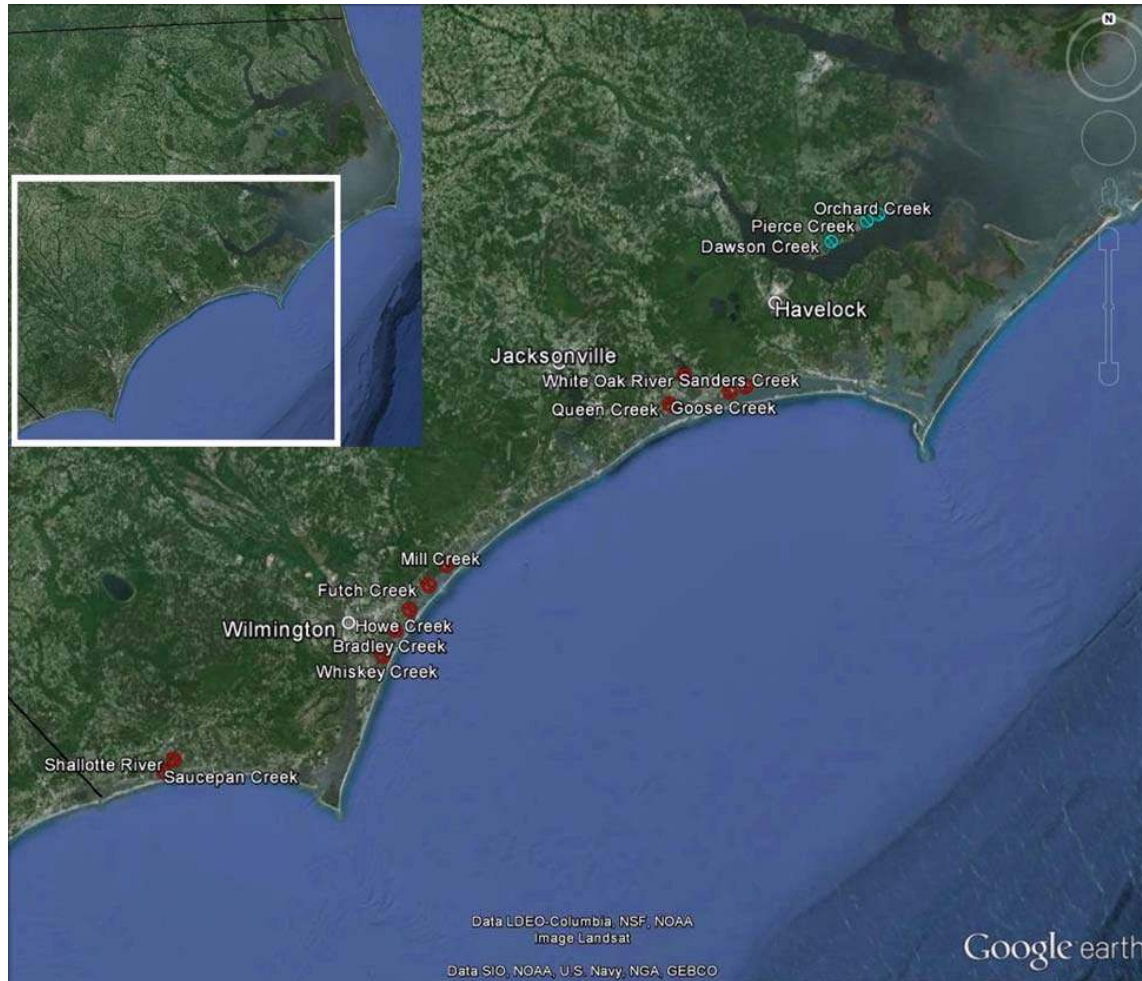 N
Orchard Creek
Pierce Creek
Dawson Creek
Havelock
Jacksonville
White Oak River Sanders Creek
Queen Creek Goose Creek
Mill Creek
Futch Creek
Howe Creek
Wilmington
Bradley Creek
Whiskey Creek
Shallotte River
Saucepan Creek
Data LDEO-Columbia, NSF, NOAA
Image Landsat
Data SIO, NOAA, U.S. Navy, NGA, GEBCO
Google earth